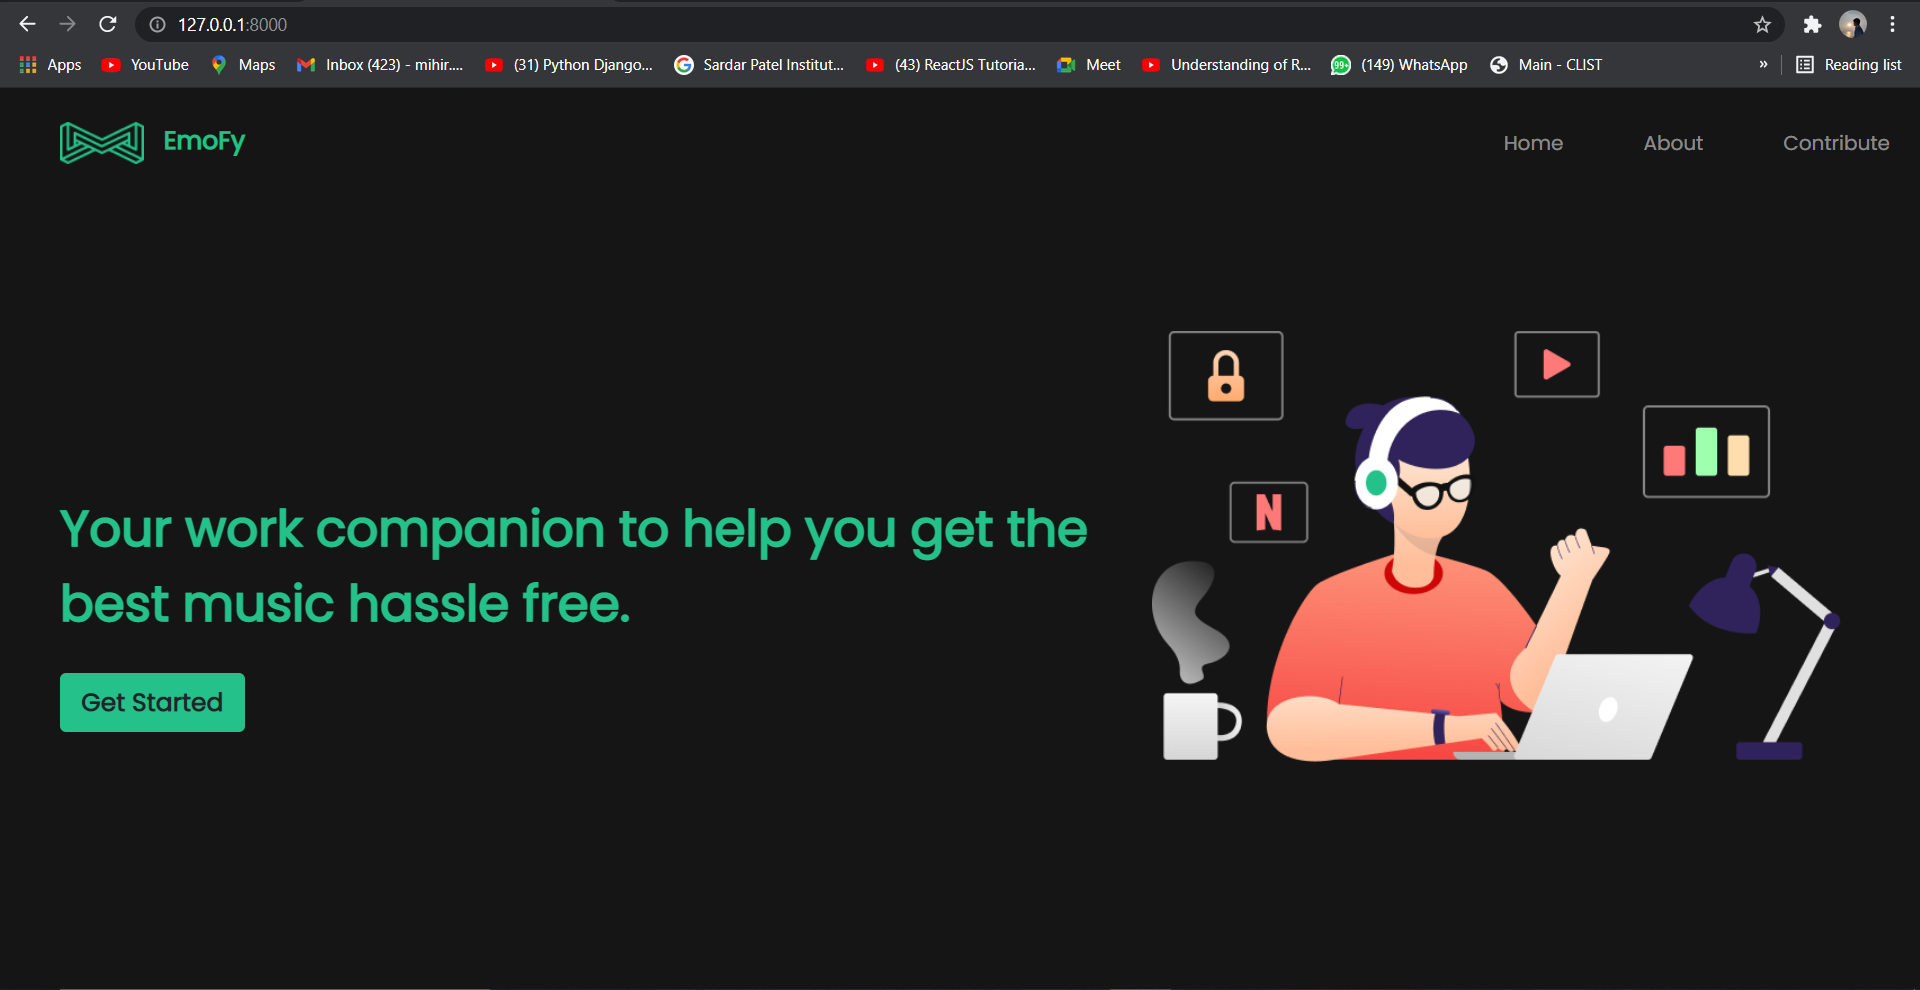 127.0.0.1:8000
Apps
YouTube
Maps
Inbox (423) - mihir....
(31) Python Django...
Sardar Patel Institut...
(43) ReactJS Tutoria...
Meet
Understanding of R...
99+
(149) WhatsApp
Main - CLIST
»
Reading list
EmoFy
Home
About
Contribute
N
Your work companion to help you get the
best music hassle free.
Get Started